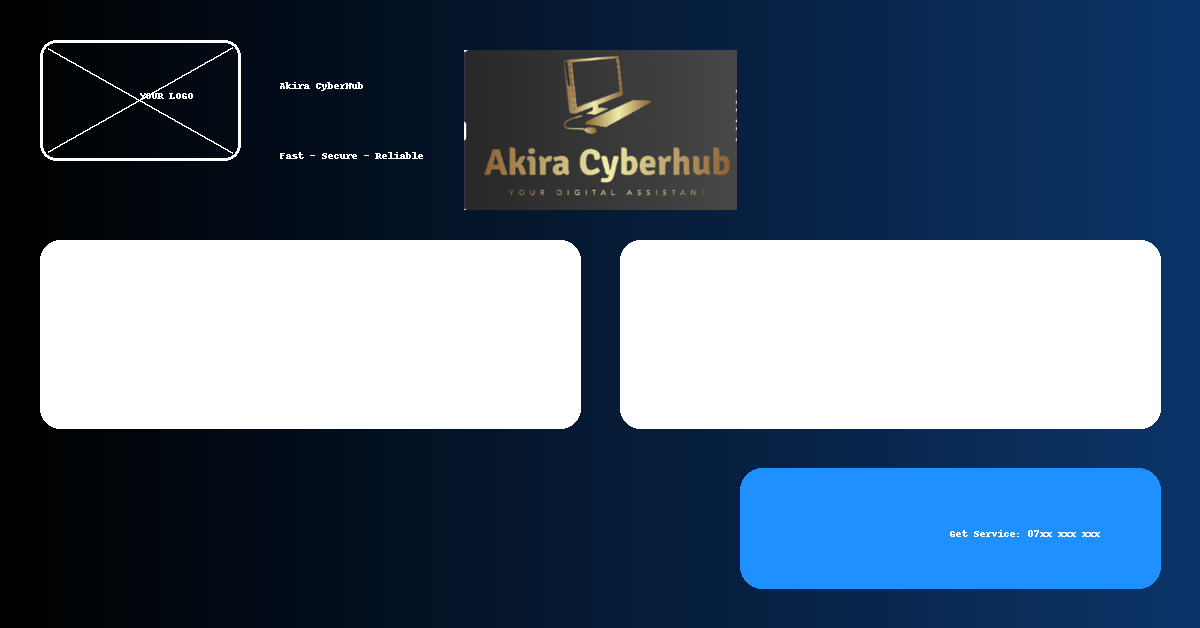 YOUR LOGO
Akira CyberHub
Fast - Secure - Reliable
Akira Cyberhub
YOUR DIGITAL ASSISTANT
Get Service: 07xx xxx xxx